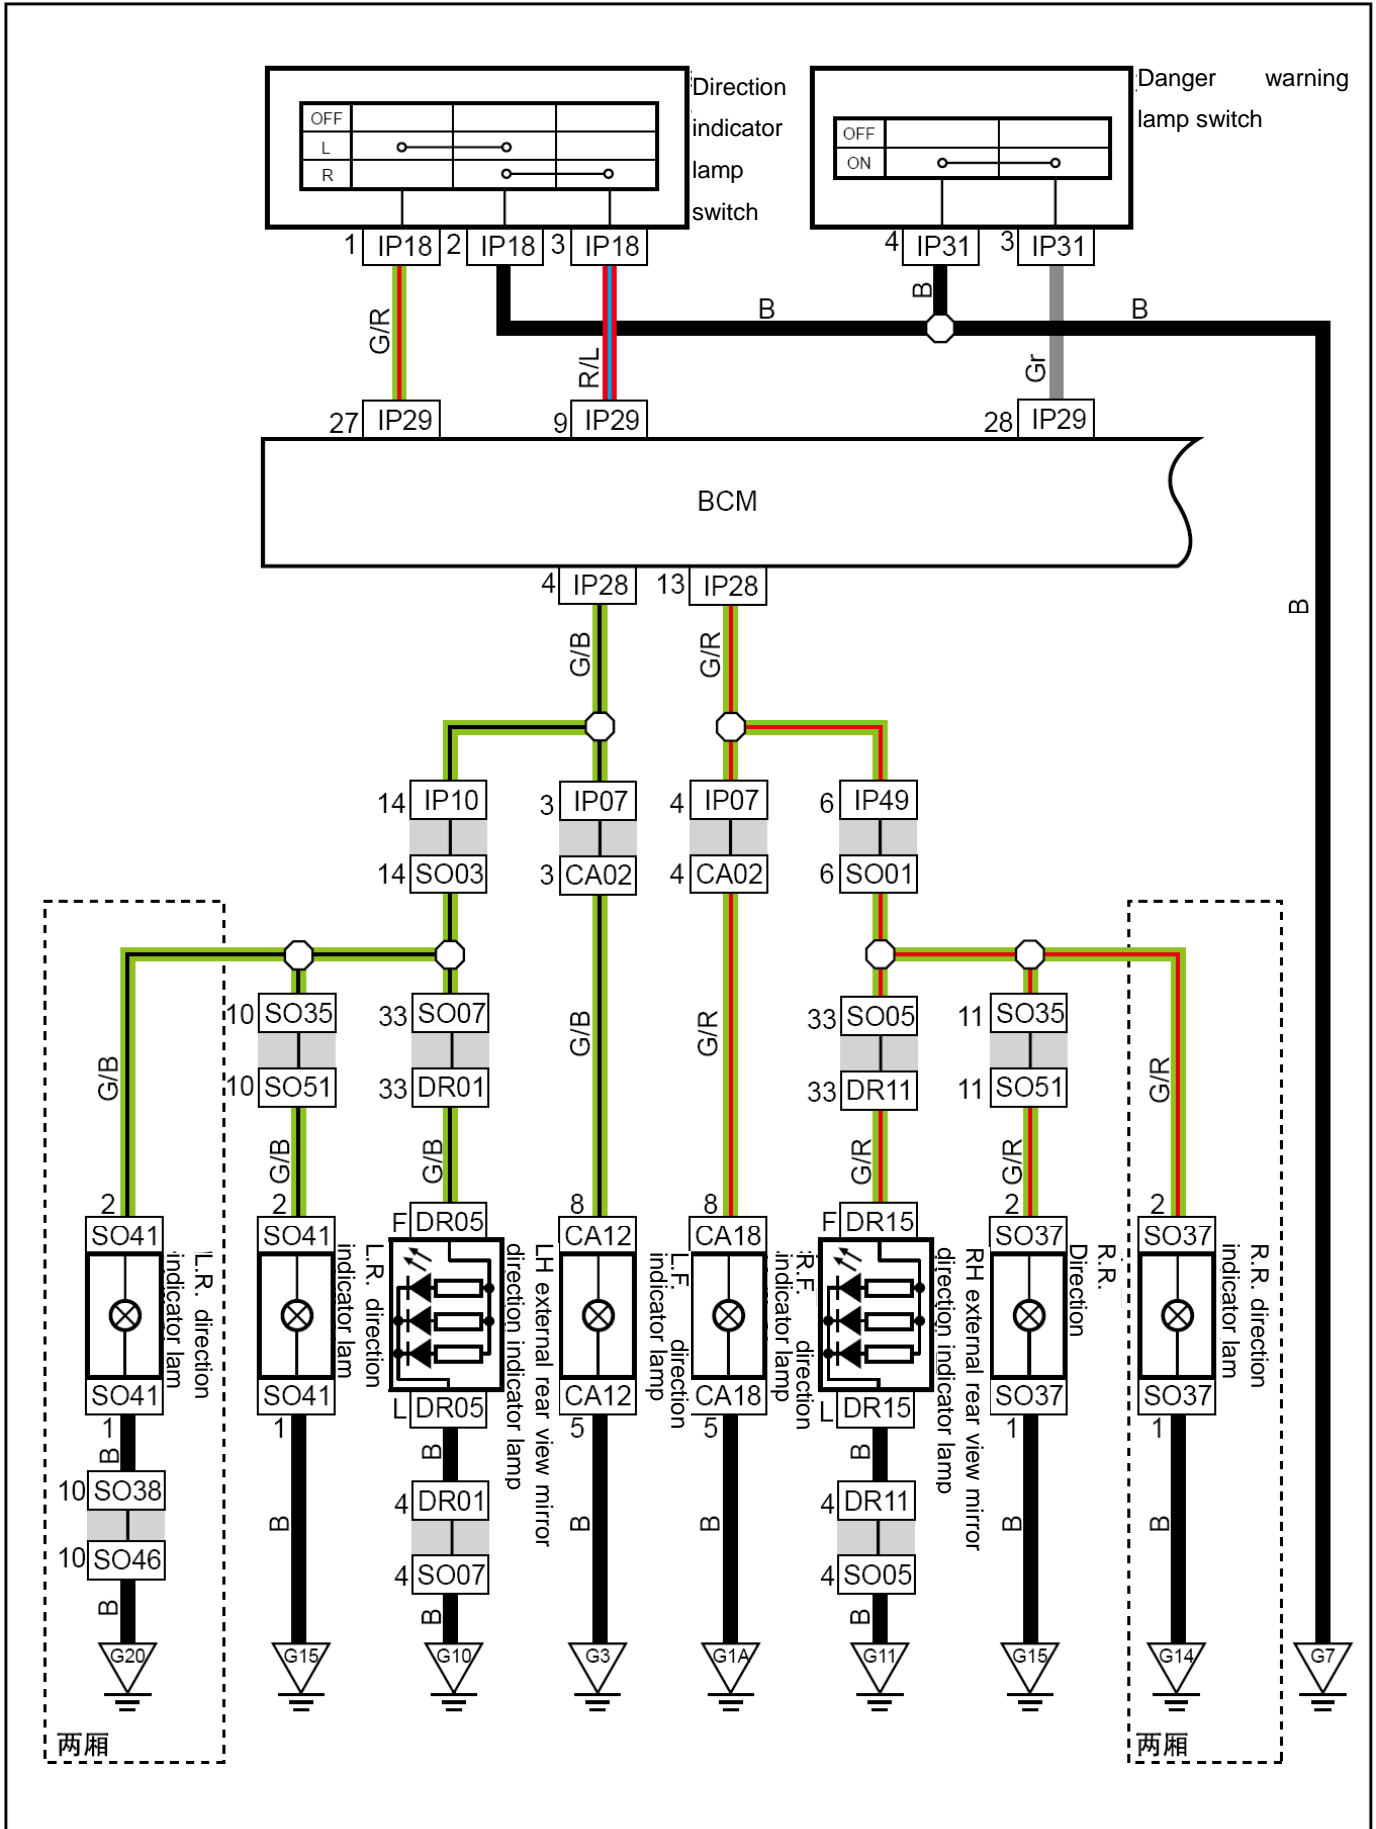 Direction
indicator
lamp
switch
Danger warning
lamp switch
OFF
L
R
OFF
ON
1 IP18 2 IP18 3 IP18
4 IP31 3 IP31
B
B
B
G/R
R/L
Gr
27 IP29
9 IP29
28 IP29
BCM
4 IP28 13 IP28
B
G/B
G/R
14 IP10
3 IP07
4 IP07
6 IP49
14 SO03
3 CA02
4 CA02
6 SO01
10 SO35
33 SO07
33 SO05
11 SO35
G/B
G/B
G/R
G/R
10 SO51
33 DR01
33 DR11
11 SO51
G/B
G/B
G/R
G/R
2
SO41
2
SO41
F DR05
8
CA12
8
CA18
F DR15
2
SO37
2
SO37
L.R. direction
indicator lam
L.R. direction
indicator lam
LH external rear view mirror
direction indicator lamp
L.F. direction
indicator lamp
R.F. direction
indicator lamp
RH external rear view mirror
direction indicator lamp
R.R.
Direction
R.R. direction
indicator lam
SO41
1
SO41
1
L DR05
CA12
5
CA18
5
L DR15
SO37
1
SO37
1
B
B
B
10 SO38
4 DR01
4 DR11
B
B
B
B
B
10 SO46
4 SO07
4 SO05
B
B
B
B
G20
G15
G10
G3
G1A
G11
G15
G14
G7
两厢
两厢